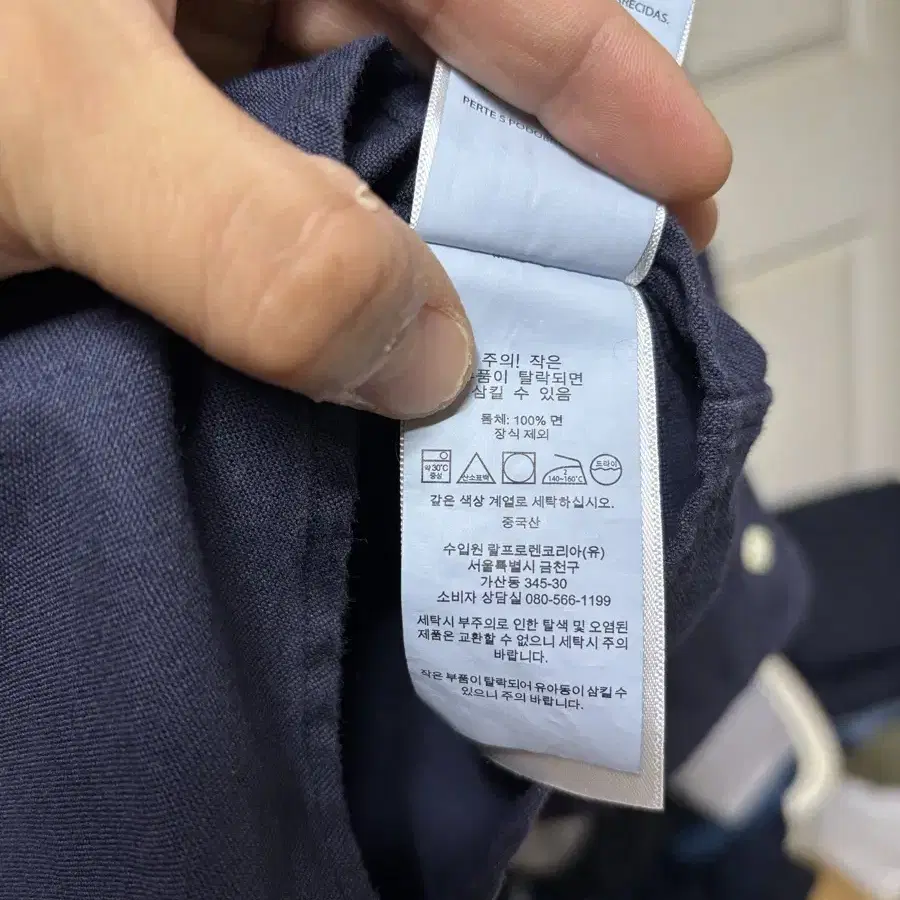 RECIDAS.
PERTE S
주의! 작은
부품이 탈락되면
삼킬 수 있음
몸체: 100% 면
장식 제외
약 30℃
중성
산소표백
2
140~160℃
드라이
같은 색상 계열로 세탁하십시오.
중국산
수입원 랄프로렌코리아(유)
서울특별시 금천구
가산동 345-30
소비자 상담실 080-566-1199
세탁시 부주의로 인한 탈색 및 오염된
제품은 교환할 수 없으니 세탁시 주의
바랍니다.
작은 부품이 탈락되어 유아동이 삼킬 수
있으니 주의 바랍니다.